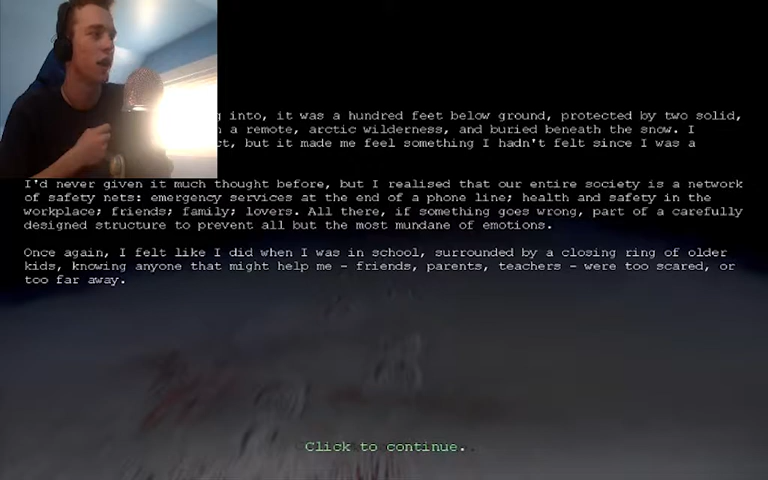 into, it was a hundred feet below ground, protected by two solid,
a remote, arctic wilderness, and buried beneath the snow. I
but it made me feel something I hadn't felt since I was a
I'd never given it much thought before, but I realised that our entire society is a network
of safety nets: emergency services at the end of a phone line; health and safety in the
workplace; friends; family; lovers. All there, if something goes wrong, part of a carefully
designed structure to prevent all but the most mundane of emotions.
Once again, I felt like I did when I was in school, surrounded by a closing ring of older
kids, knowing anyone that might help me - friends, parents, teachers - were too scared, or
too far away.
Click to continue.